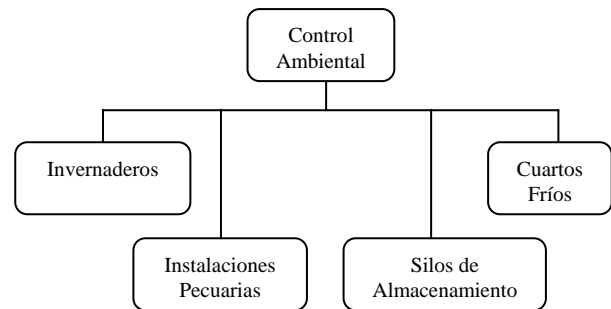 Control
Ambiental
Invernaderos
Cuartos
Fríos
Instalaciones
Pecuarias
Silos de
Almacenamiento